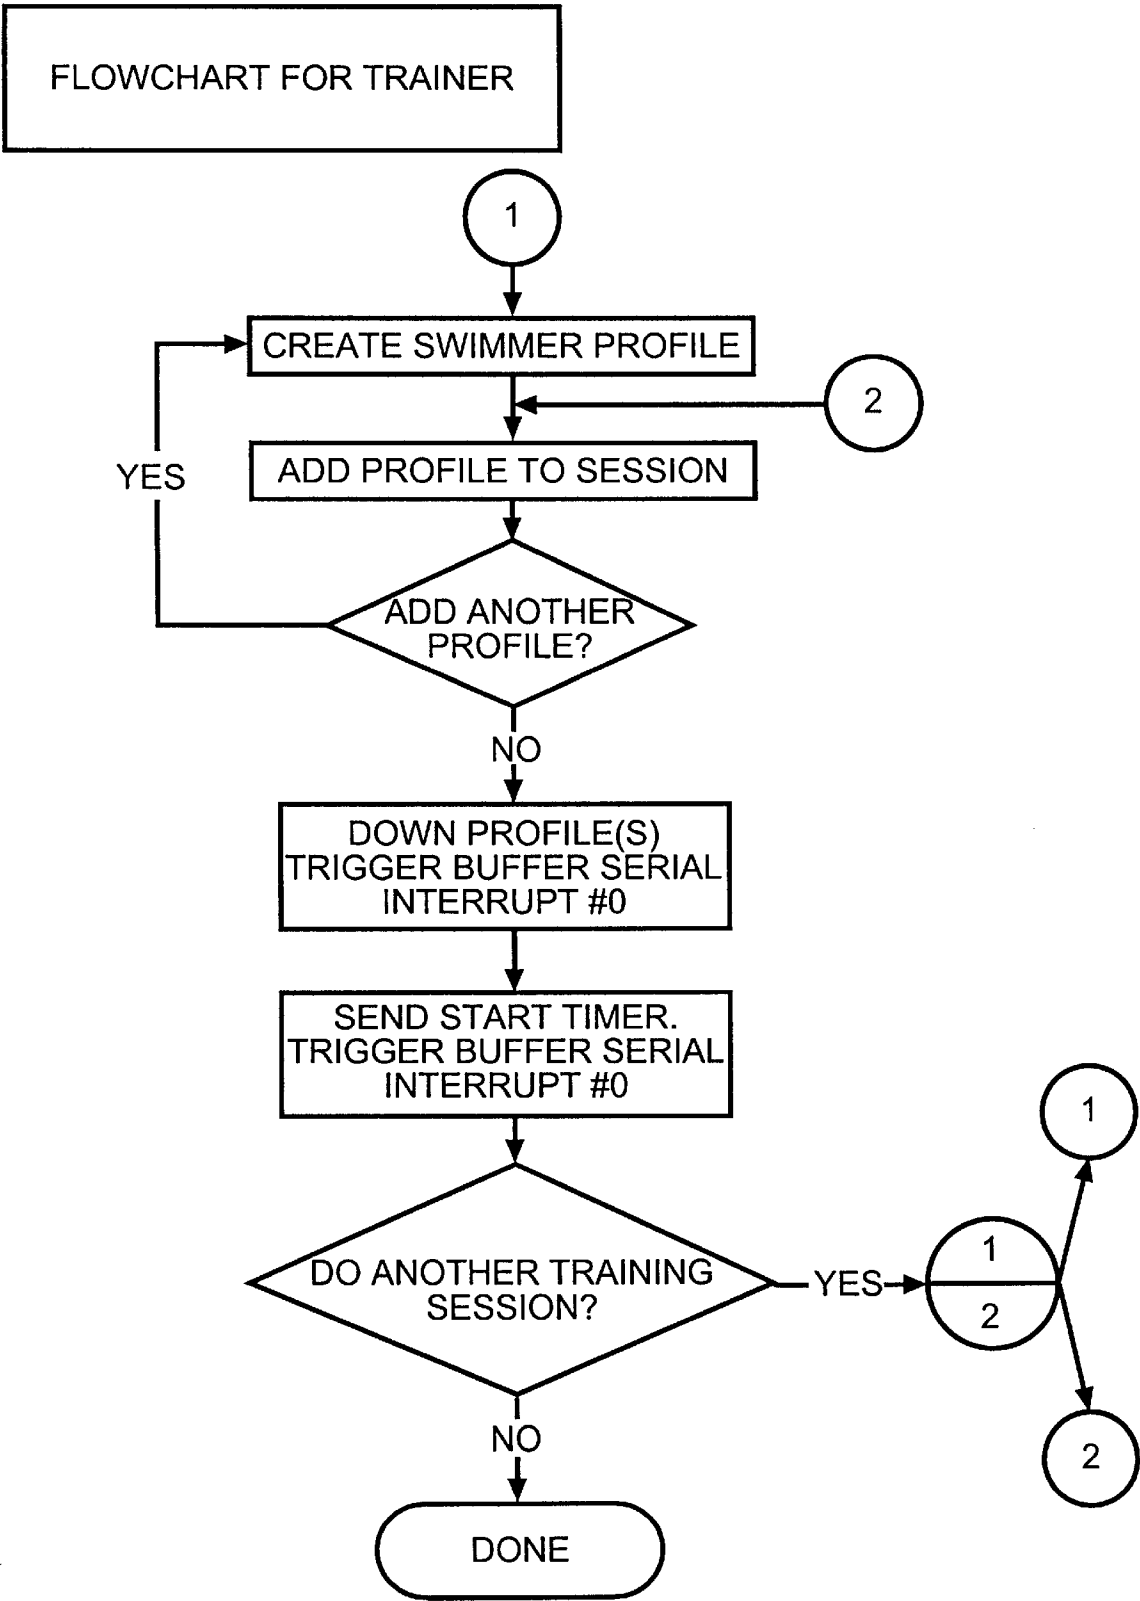 FLOWCHART FOR TRAINER
1
CREATE SWIMMER PROFILE
2
YES
ADD PROFILE TO SESSION
ADD ANOTHER
PROFILE?
NO
DOWN PROFILE(S)
TRIGGER BUFFER SERIAL
INTERRUPT #0
SEND START TIMER.
TRIGGER BUFFER SERIAL
INTERRUPT #0
DO ANOTHER TRAINING
SESSION?
YES
1
2
1
2
NO
DONE